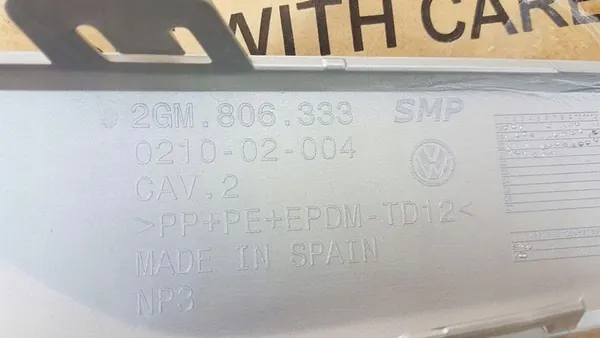 WITH CARE
2GM.806.333 SMP
0210-02-004
CAV.2
>PP+PE+EPDM-TD12<
MADE IN SPAIN
NP3